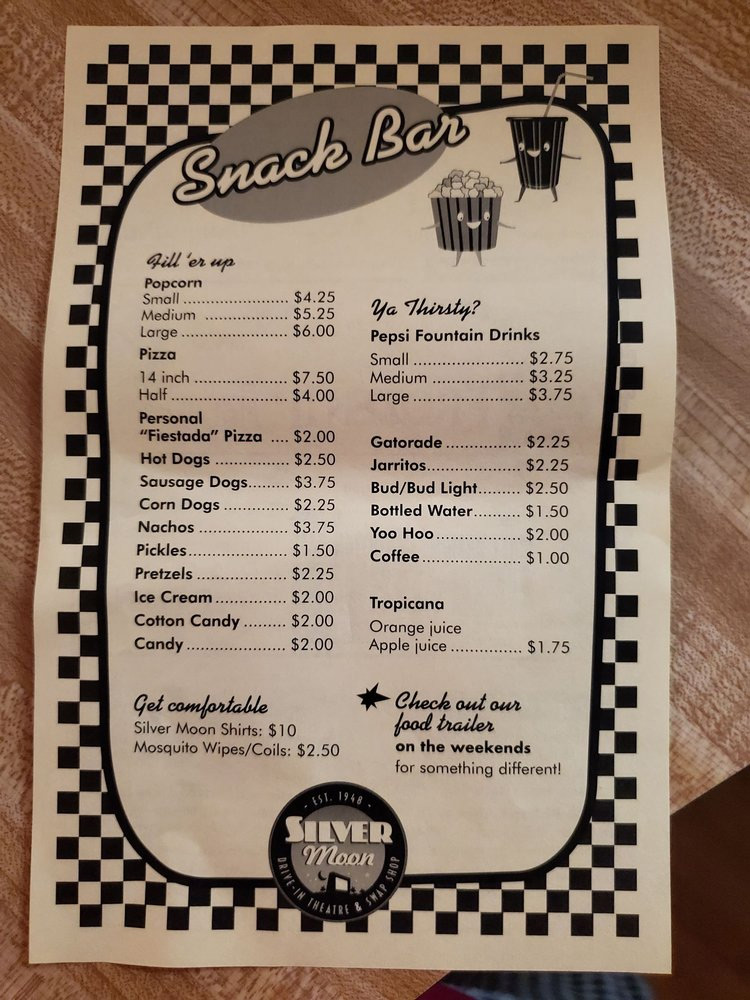 Snack Bar
Fill 'er up
Popcorn
Small ....................... $4.25
Medium .................. $5.25
Large ........................ $6.00
Pizza
14 inch ..................... $7.50
Half .......................... $4.00
Personal
"Fiestada" Pizza .... $2.00
Hot Dogs ................ $2.50
Sausage Dogs......... $3.75
Corn Dogs .............. $2.25
Nachos .................... $3.75
Pickles...................... $1.50
Pretzels .................... $2.25
Ice Cream ................ $2.00
Cotton Candy ......... $2.00
Candy ...................... $2.00
Get comfortable
Silver Moon Shirts: $10
Mosquito Wipes/Coils: $2.50
Ya Thirsty?
Pepsi Fountain Drinks
Small ........................ $2.75
Medium .................... $3.25
Large ........................ $3.75
Gatorade ................. $2.25
Jarritos..................... $2.25
Bud/Bud Light......... $2.50
Bottled Water.......... $1.50
Yoo Hoo ................... $2.00
Coffee ...................... $1.00
Tropicana
Orange juice
Apple juice ............... $1.75
Check out our
food trailer
on the weekends
for something different!
- EST. 1948 -
SILVER
Moon
DRIVE-IN THEATRE & SWAP SHOP